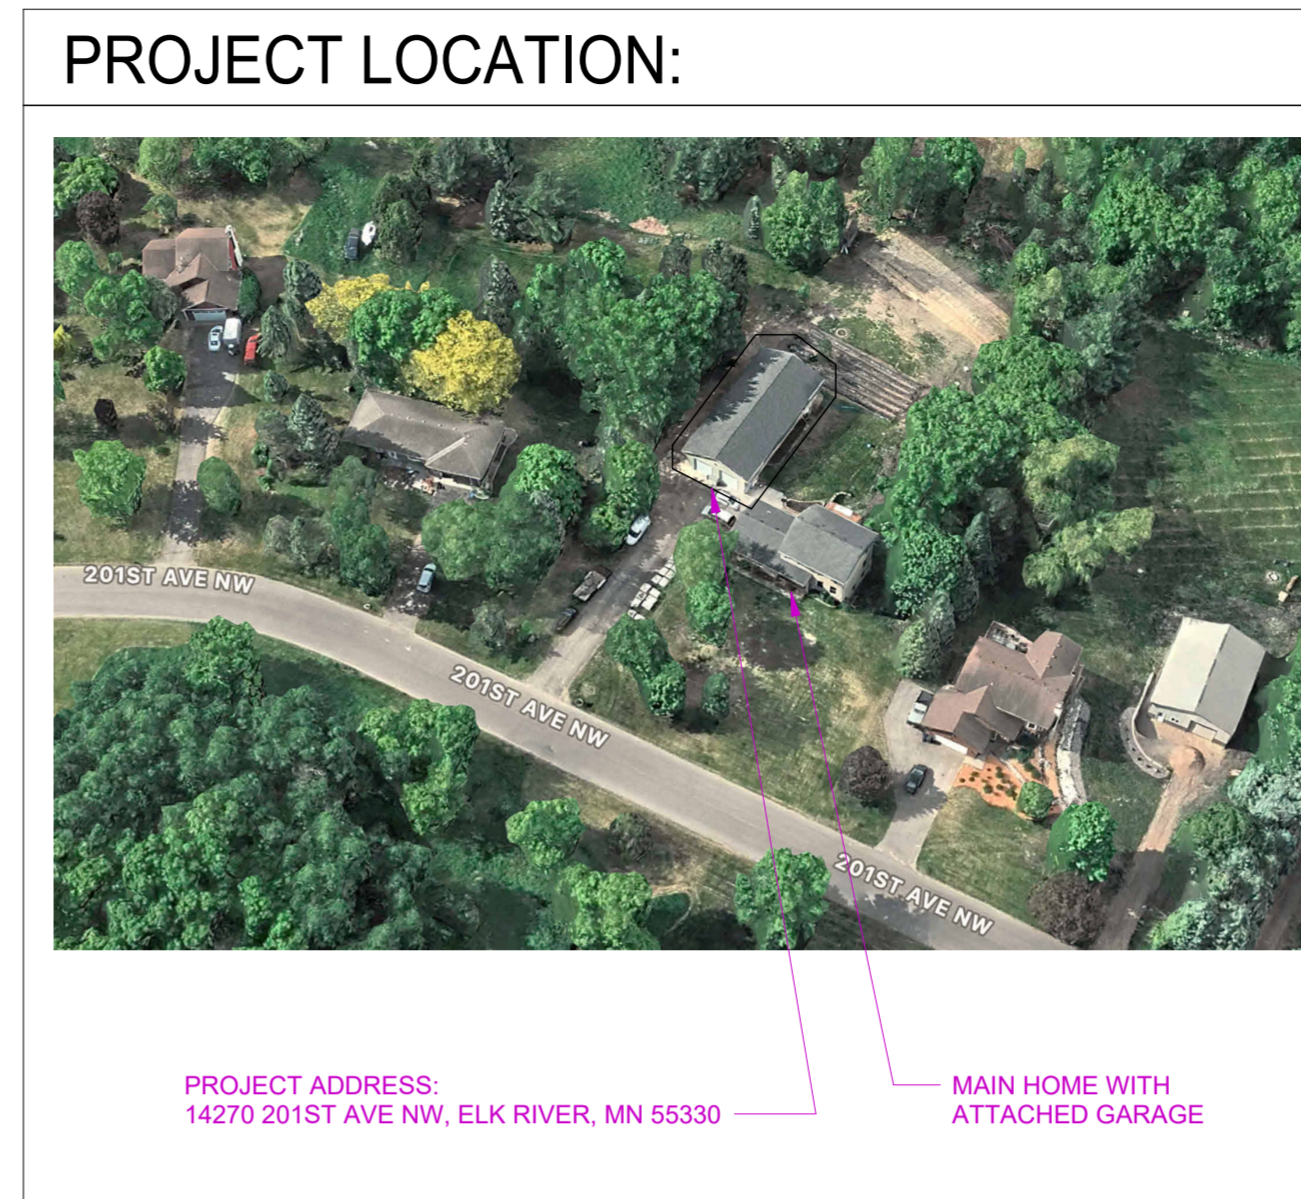 PROJECT LOCATION:
201ST AVE NW
201ST AVE NW
201ST AVE NW
PROJECT ADDRESS:
14270 201ST AVE NW, ELK RIVER, MN 55330
MAIN HOME WITH
ATTACHED GARAGE